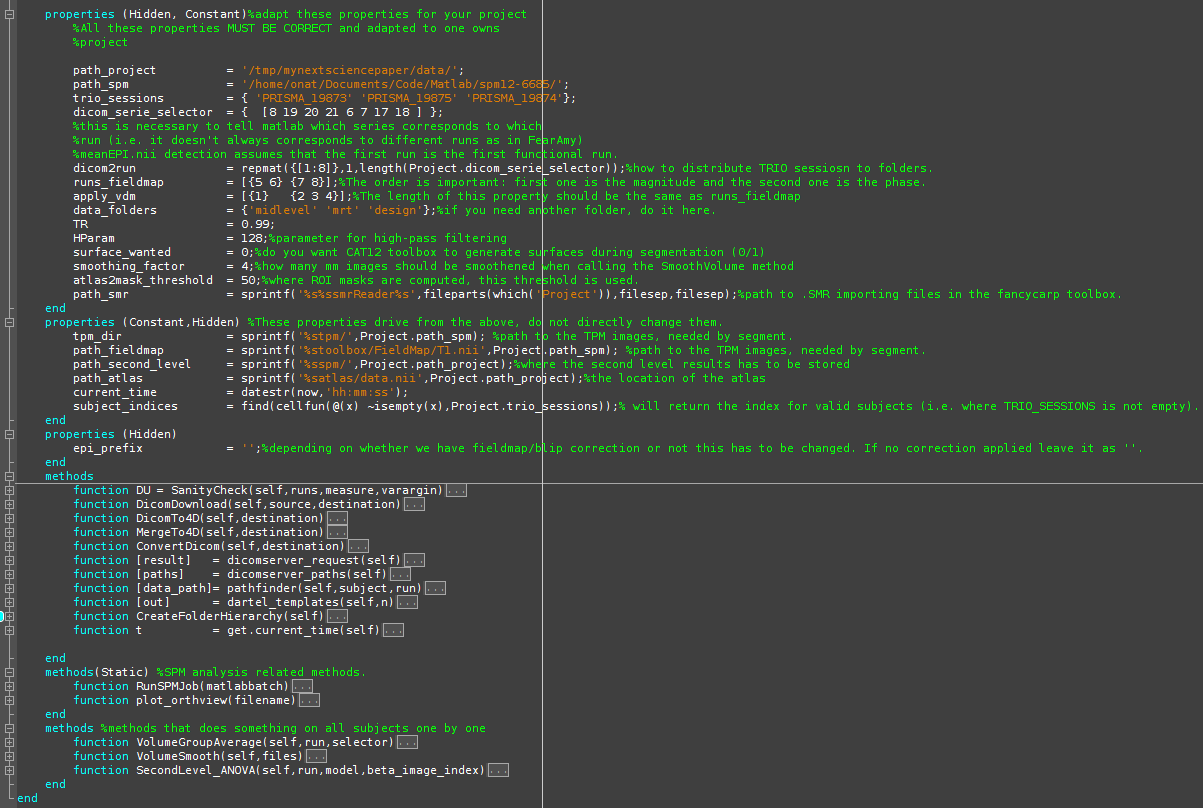 properties (Hidden, Constant)%adapt these properties for your project
%All these properties MUST BE CORRECT and adapted to one owns
%project
path_project = '/tmp/mynextsciencepaper/data/';
path_spm = '/home/onat/Documents/Code/Matlab/spm12-6685/';
trio_sessions = { 'PRISMA_19873' 'PRISMA_19875' 'PRISMA_19874'};
dicom_serie_selector = { [8 19 20 21 6 7 17 18 ] };
%this is necessary to tell matlab which series corresponds to which
%run (i.e. it doesn't always corresponds to different runs as in FearAmy)
%meanEPI.nii detection assumes that the first run is the first functional run.
dicom2run = repmat({[1:8]},1,length(Project.dicom_serie_selector));%how to distribute TRIO sessiosn to folders.
runs_fieldmap = [{5 6} {7 8}];%The order is important: first one is the magnitude and the second one is the phase.
apply_vdm = [{1} {2 3 4}];%The length of this property should be the same as runs_fieldmap
data_folders = {'midlevel' 'mrt' 'design'};%if you need another folder, do it here.
TR = 0.99;
HParam = 128;%parameter for high-pass filtering
surface_wanted = 0;%do you want CAT12 toolbox to generate surfaces during segmentation (0/1)
smoothing_factor = 4;%how many mm images should be smoothened when calling the SmoothVolume method
atlas2mask_threshold = 50;%where ROI masks are computed, this threshold is used.
path_smr = sprintf('%s%ssmrReader%s',fileparts(which('Project')),filesep,filesep);%path to .SMR importing files in the fancycarp toolbox.
end
properties (Constant,Hidden) %These properties drive from the above, do not directly change them.
tpm_dir = sprintf('%stpm/',Project.path_spm); %path to the TPM images, needed by segment.
path_fieldmap = sprintf('%stoolbox/FieldMap/T1.nii',Project.path_spm); %path to the TPM images, needed by segment.
path_second_level = sprintf('%sspm/',Project.path_project);%where the second level results has to be stored
path_atlas = sprintf('%satlas/data.nii',Project.path_project);%the location of the atlas
current_time = datestr(now,'hh:mm:ss');
subject_indices = find(cellfun(@(x) ~isempty(x),Project.trio_sessions));% will return the index for valid subjects (i.e. where TRIO_SESSIONS is not empty).
end
properties (Hidden)
epi_prefix = '';%depending on whether we have fieldmap/blip correction or not this has to be changed. If no correction applied leave it as ''.
end
methods
function DU = SanityCheck(self,runs,measure,varargin)...
function DicomDownload(self,source,destination)...
function DicomTo4D(self,destination)...
function MergeTo4D(self,destination)...
function ConvertDicom(self,destination)...
function [result] = dicomserver_request(self)...
function [paths] = dicomserver_paths(self)...
function [data_path]= pathfinder(self,subject,run)...
function [out] = dartel_templates(self,n)...
function CreateFolderHierarchy(self)...
function t = get.current_time(self)...
end
methods(Static) %SPM analysis related methods.
function RunSPMJob(matlabbatch)...
function plot_orthview(filename)...
end
methods %methods that does something on all subjects one by one
function VolumeGroupAverage(self,run,selector)...
function VolumeSmooth(self,files)...
function SecondLevel_ANOVA(self,run,model,beta_image_index)...
end
end